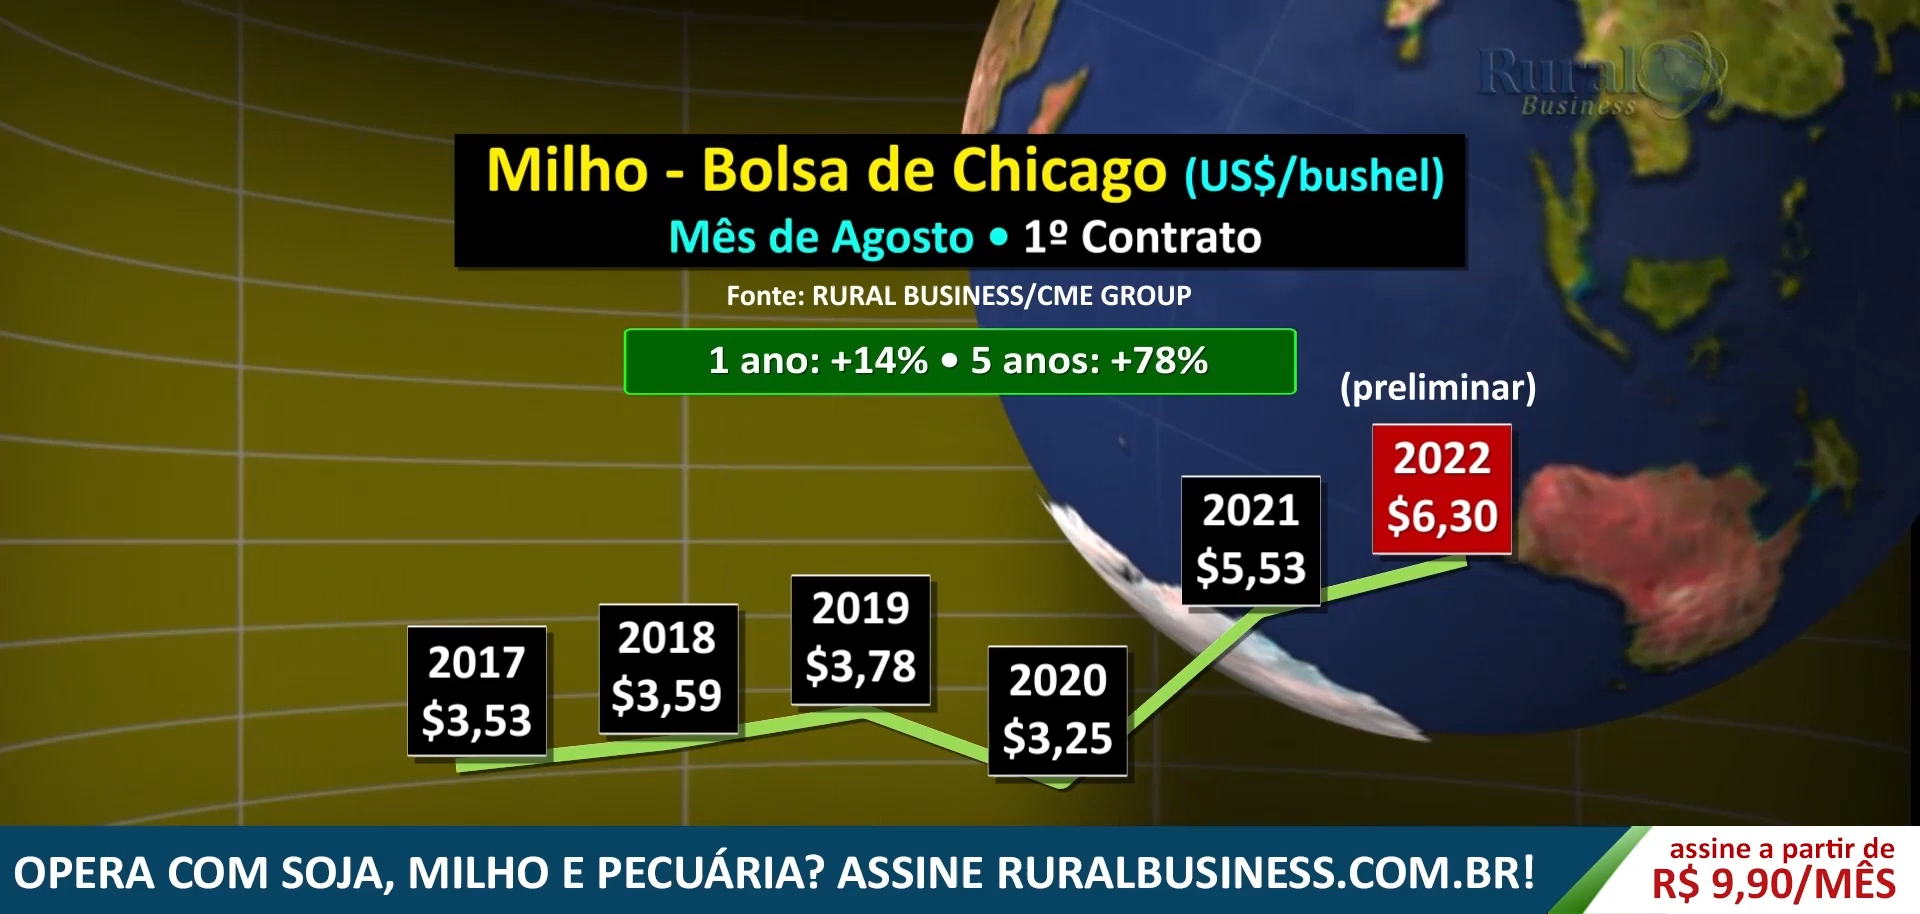 Rural
Business
Milho - Bolsa de Chicago (US$/bushel)
Mês de Agosto • 1º Contrato
Fonte: RURAL BUSINESS/CME GROUP
1 ano: +14% • 5 anos: +78%
(preliminar)
2017
$3,53
2018
$3,59
2019
$3,78
2020
$3,25
2021
$5,53
2022
$6,30
OPERA COM SOJA, MILHO E PECUÁRIA? ASSINE RURALBUSINESS.COM.BR!
assine a partir de
R$ 9,90/MÊS